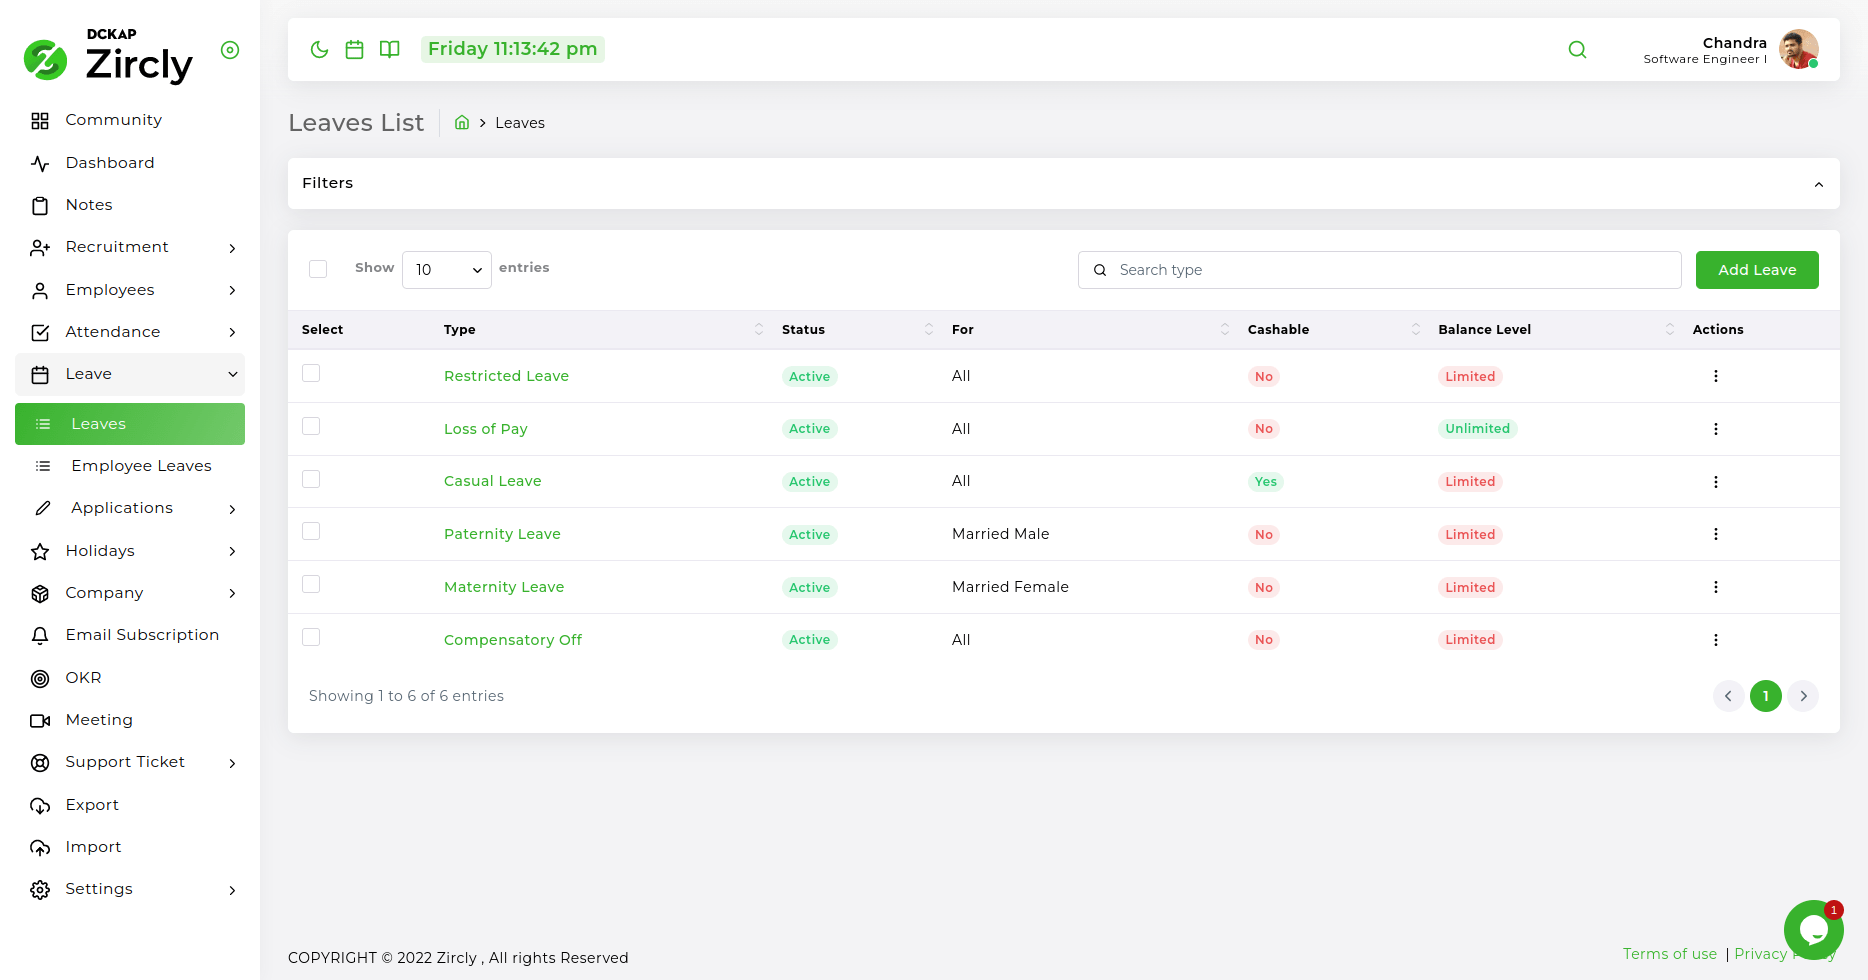 DCKAP
Zircly
Community
Dashboard
Notes
Recruitment
Employees
Attendance
Leave
Leaves
Employee Leaves
Applications
Holidays
Company
Email Subscription
OKR
Meeting
Support Ticket
Export
Import
Settings
Friday 11:13:42 pm
Chandra
Software Engineer I
Leaves List Leaves
Filters
Show 10 entries Search type Add Leave
Select Type Status For Cashable Balance Level Actions
Restricted Leave Active All No Limited
Loss of Pay Active All No Unlimited
Casual Leave Active All Yes Limited
Paternity Leave Active Married Male No Limited
Maternity Leave Active Married Female No Limited
Compensatory Off Active All No Limited
Showing 1 to 6 of 6 entries 1
1
COPYRIGHT © 2022 Zircly , All rights Reserved
Terms of use | Privacy